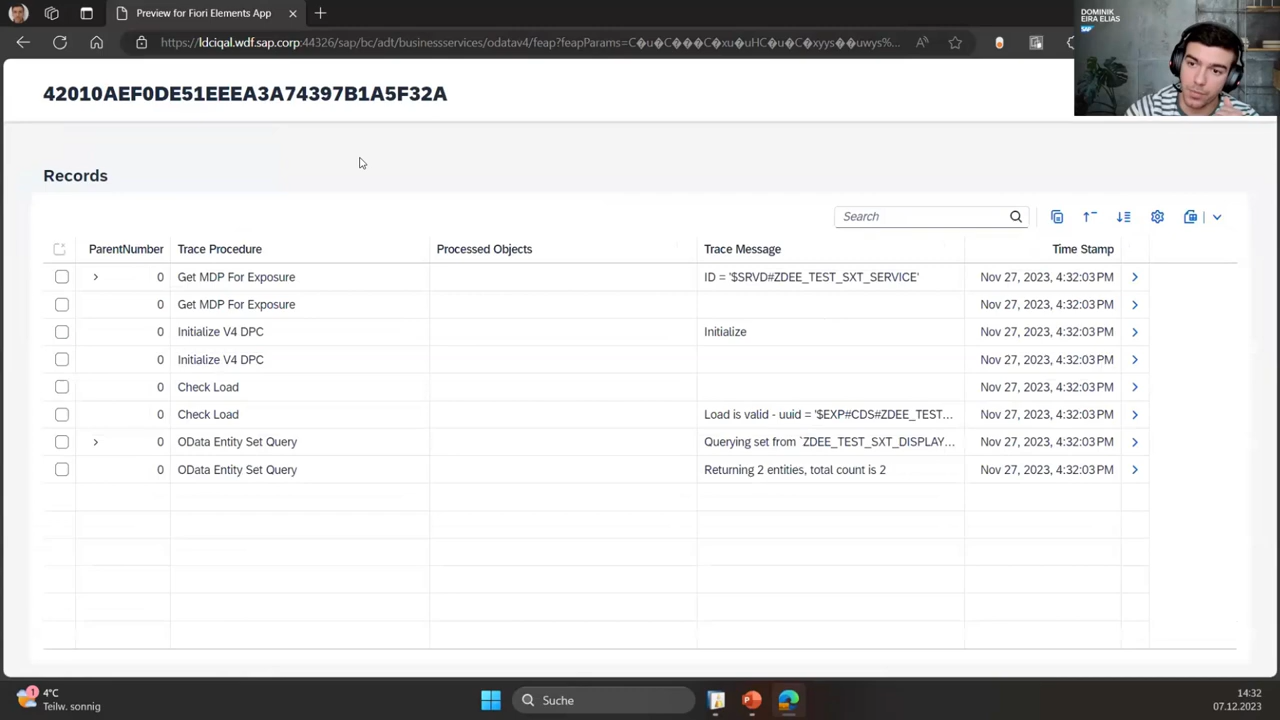 Preview for Fiori Elements App
https://ldciqal.wdf.sap.corp:44326/sap/bc/adt/businessservices/odatav4/feap?feapParams=
DOMINIK
EIRA ELIAS
SAP
42010AEF0DE51EEEA3A74397B1A5F32A
Records
Search
ParentNumber Trace Procedure Processed Objects Trace Message Time Stamp
0 Get MDP For Exposure ID = '$SRVD#ZDEE_TEST_SXT_SERVICE' Nov 27, 2023, 4:32:03 PM
0 Get MDP For Exposure Nov 27, 2023, 4:32:03 PM
0 Initialize V4 DPC Initialize Nov 27, 2023, 4:32:03 PM
0 Initialize V4 DPC Nov 27, 2023, 4:32:03 PM
0 Check Load Nov 27, 2023, 4:32:03 PM
0 Check Load Load is valid - uuid = '$EXP#CDS#ZDEE_TEST... Nov 27, 2023, 4:32:03 PM
0 OData Entity Set Query Querying set from `ZDEE_TEST_SXT_DISPLAY... Nov 27, 2023, 4:32:03 PM
0 OData Entity Set Query Returning 2 entities, total count is 2 Nov 27, 2023, 4:32:03 PM
1
4°C
Teilw. sonnig
Suche
14:32
07.12.2023